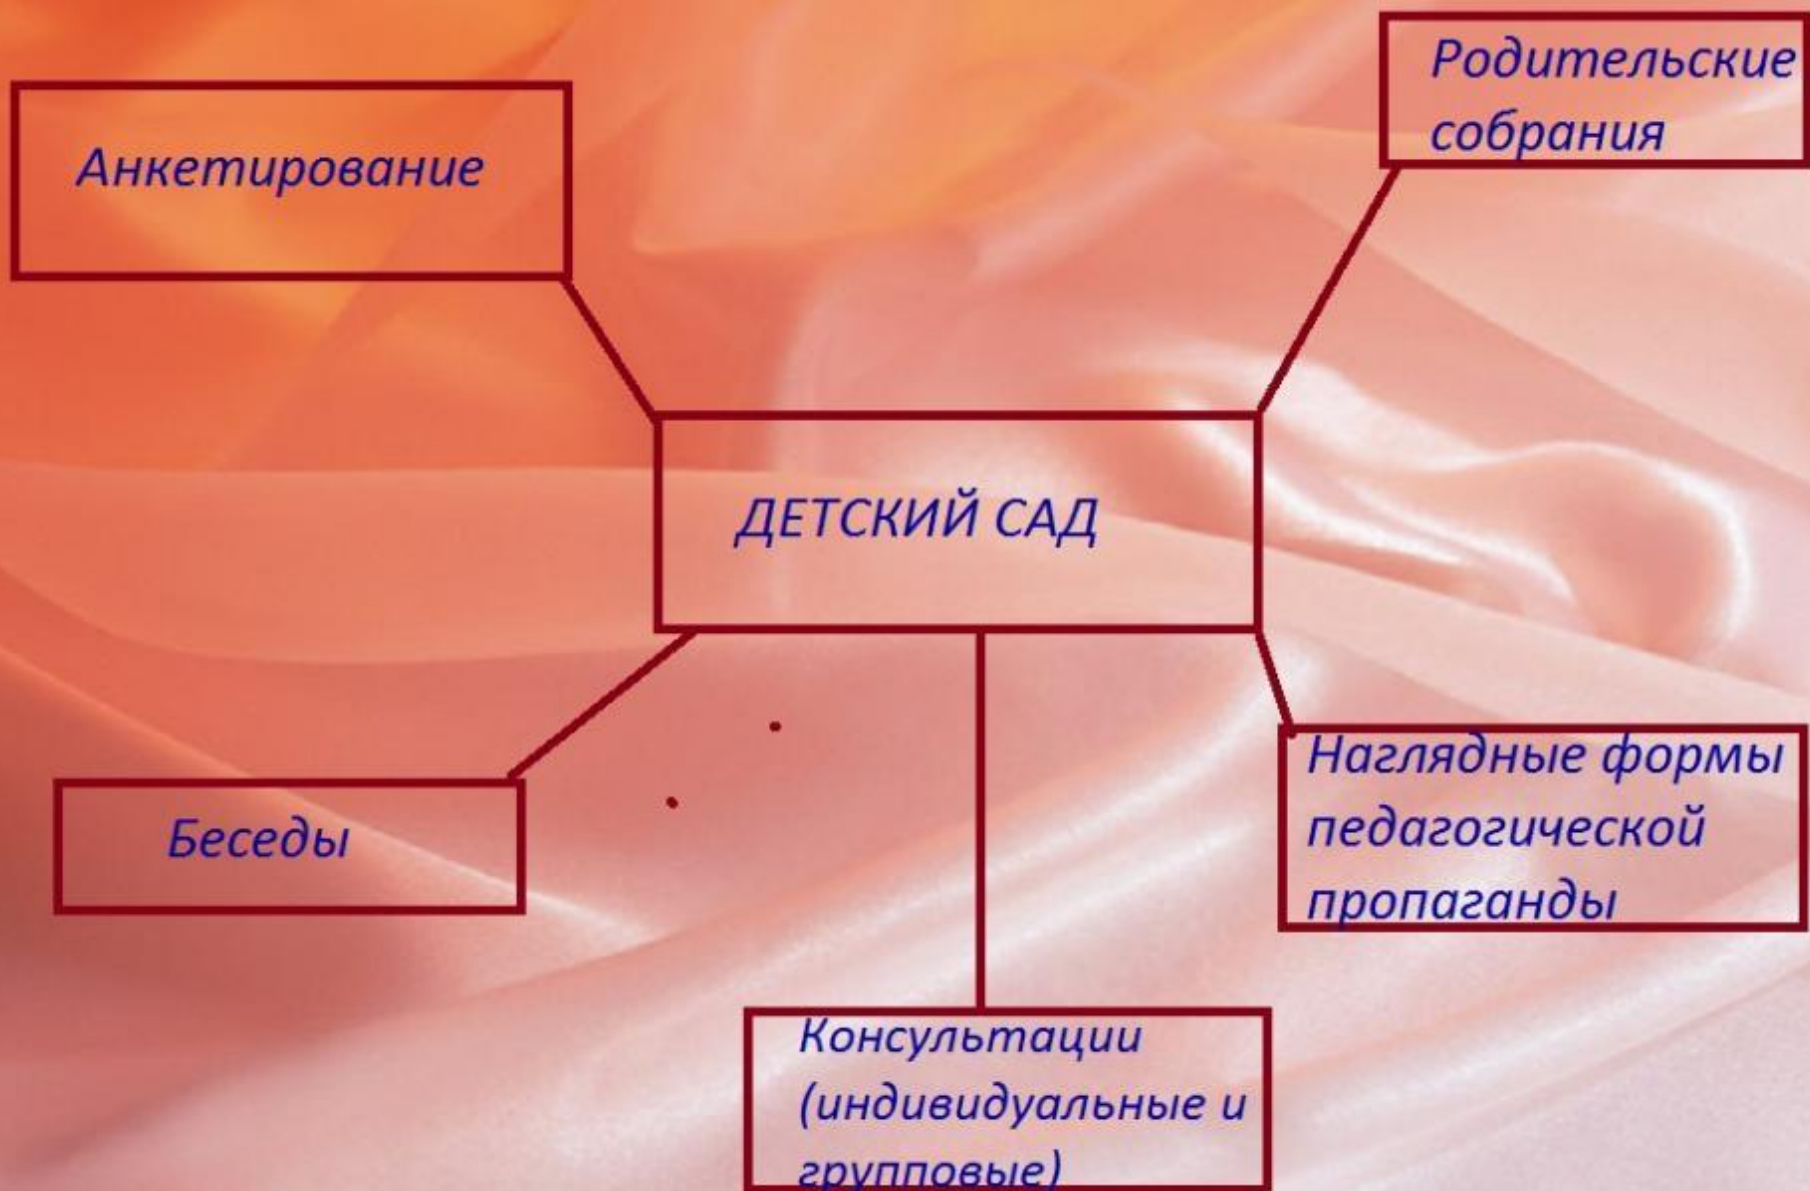 Родительские
собрания
Анкетирование
ДЕТСКИЙ САД
Наглядные формы
педагогической
пропаганды
Беседы
Консультации
(индивидуальные и
групповые)